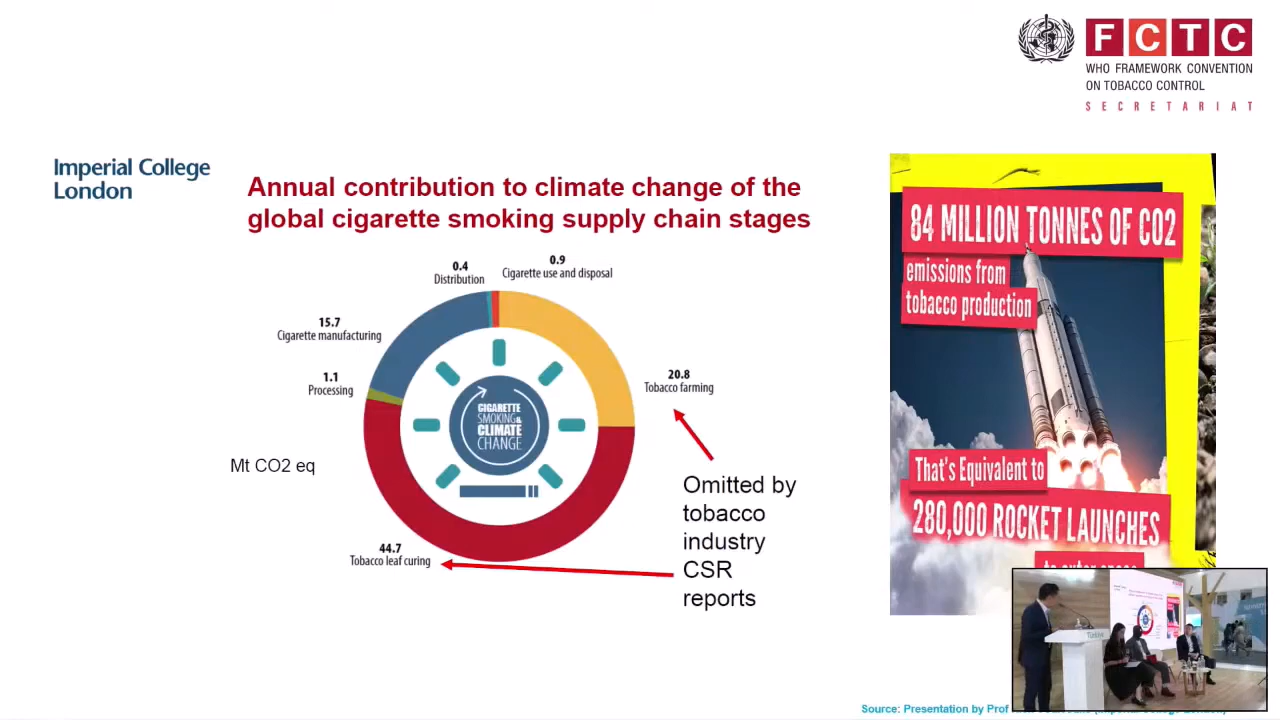 FCTC
WHO FRAMEWORK CONVENTION
ON TOBACCO CONTROL
SECRETARIAT
Imperial College
London
Annual contribution to climate change of the
global cigarette smoking supply chain stages
0.4
Distribution
0.9
Cigarette use and disposal
15.7
Cigarette manufacturing
1.1
Processing
20.8
Tobacco farming
CIGARETTE
SMOKING &
CLIMATE
CHANGE
Mt CO2 eq
44.7
Tobacco leaf curing
Omitted by
tobacco
industry
CSR
reports
84 MILLION TONNES OF CO2
emissions from
tobacco production
That's Equivalent to
280,000 ROCKET LAUNCHES
Türkiye
Source: Presentation by Prof